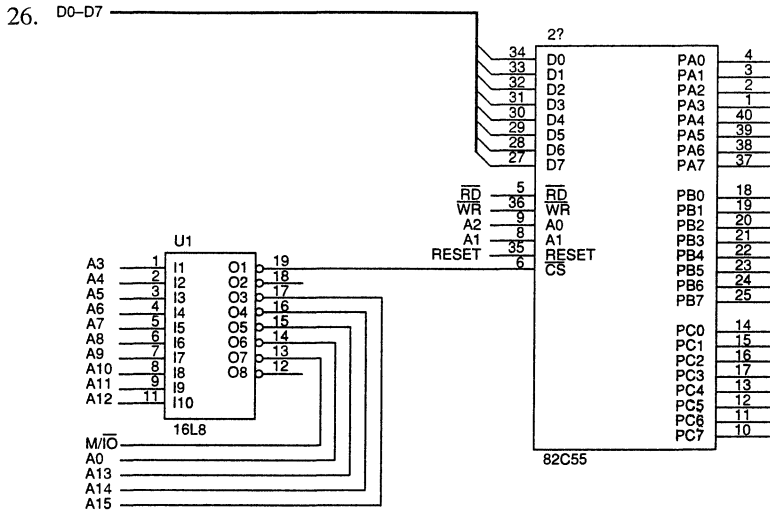 26. D0–D7
2?
34 D0 PA0 4
33 D1 PA1 3
32 D2 PA2 2
31 D3 PA3 1
30 D4 PA4 40
29 D5 PA5 39
28 D6 PA6 38
27 D7 PA7 37
R̅D̅ 5 R̅D̅ PB0 18
W̅R̅ 36 W̅R̅ PB1 19
A2 9 A0 PB2 20
A1 8 A1 PB3 21
RESET 35 RESET PB4 22
6 C̅S̅ PB5 23
PB6 24
PB7 25
PC0 14
PC1 15
PC2 16
PC3 17
PC4 13
PC5 12
PC6 11
PC7 10
82C55
U1
A3 1 I1 O1 19
A4 2 I2 O2 18
A5 3 I3 O3 17
A6 4 I4 O4 16
A7 5 I5 O5 15
A8 6 I6 O6 14
A9 7 I7 O7 13
A10 8 I8 O8 12
A11 9 I9
A12 11 I10
16L8
M/I̅O̅
A0
A13
A14
A15